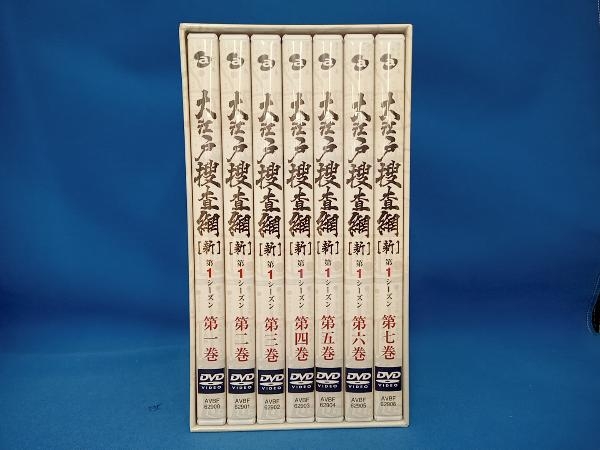 a
大江戸捜査網
[新]
第1シーズン
第一巻
DVD
VIDEO
AVBF
62900
a
大江戸捜査網
[新]
第1シーズン
第二巻
DVD
VIDEO
AVBF
62901
a
大江戸捜査網
[新]
第1シーズン
第三巻
DVD
VIDEO
AVBF
62902
a
大江戸捜査網
[新]
第1シーズン
第四巻
DVD
VIDEO
AVBF
62903
a
大江戸捜査網
[新]
第1シーズン
第五巻
DVD
VIDEO
AVBF
62904
a
大江戸捜査網
[新]
第1シーズン
第六巻
DVD
VIDEO
AVBF
62905
a
大江戸捜査網
[新]
第1シーズン
第七巻
DVD
VIDEO
AVBF
62906